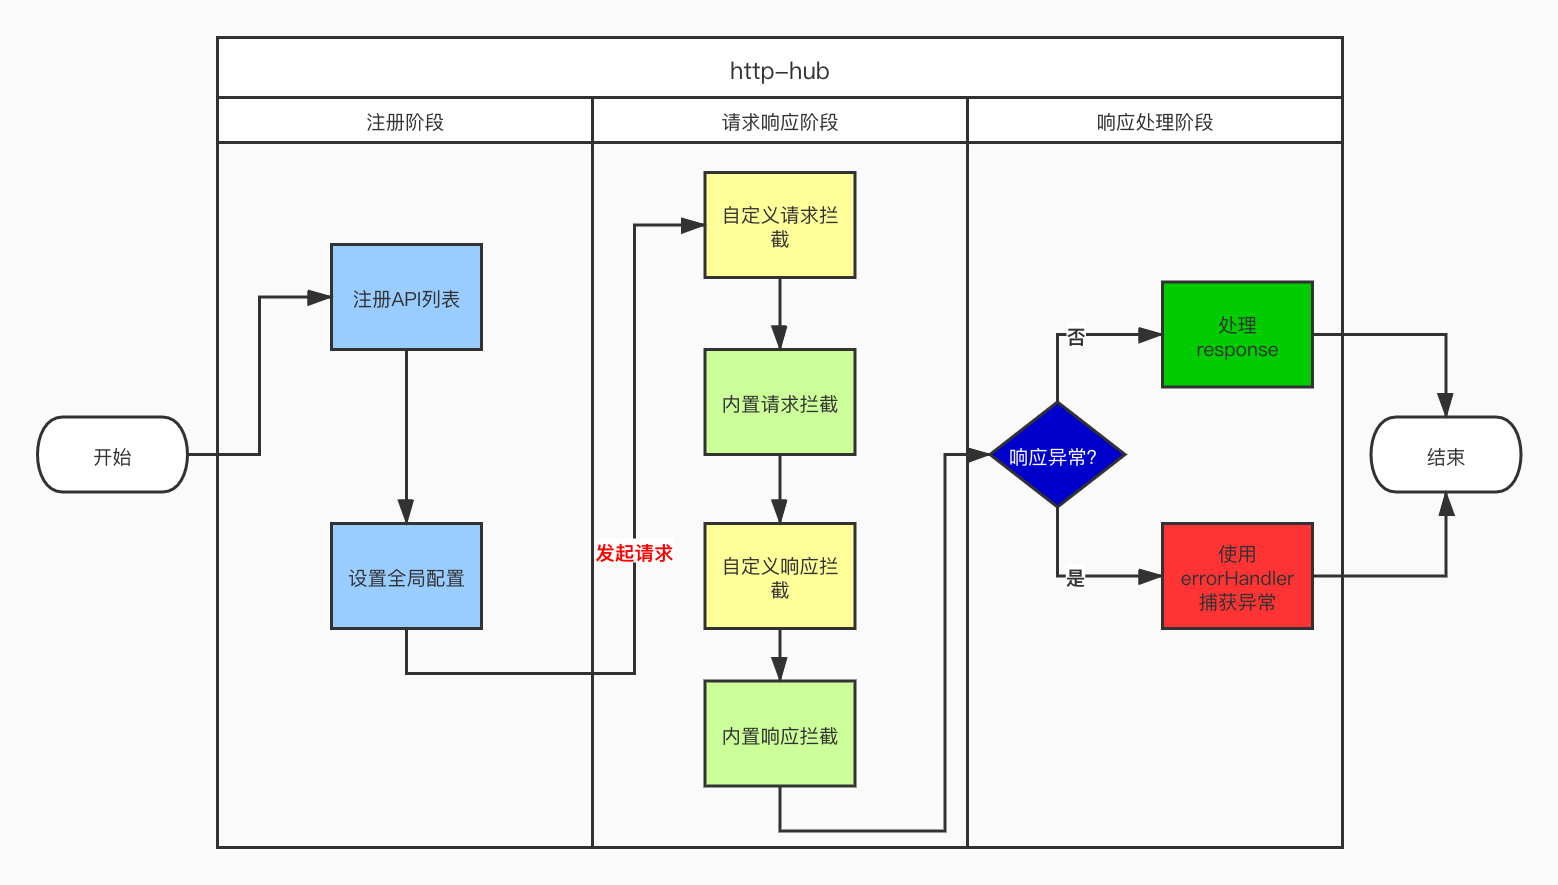 http-hub
注册阶段
请求响应阶段
响应处理阶段
开始
注册API列表
设置全局配置
发起请求
自定义请求拦
截
内置请求拦截
自定义响应拦
截
内置响应拦截
响应异常?
否
处理
response
是
使用
errorHandler
捕获异常
结束